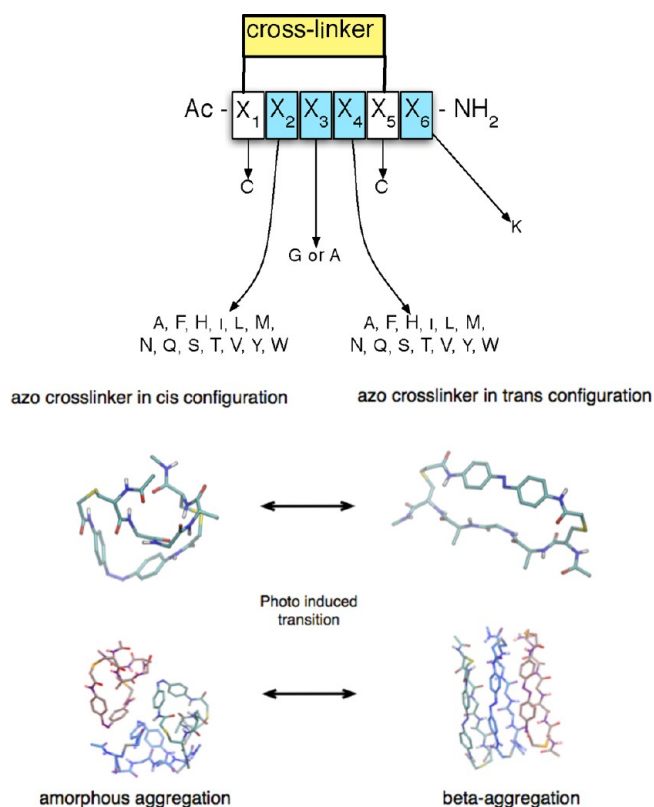 cross-linker
Ac - X1 X2 X3 X4 X5 X6 - NH2
C
C
K
G or A
A, F, H, I, L, M, A, F, H, I, L, M,
N, Q, S, T, V, Y, W N, Q, S, T, V, Y, W
azo crosslinker in cis configuration azo crosslinker in trans configuration
Photo induced
transition
amorphous aggregation beta-aggregation